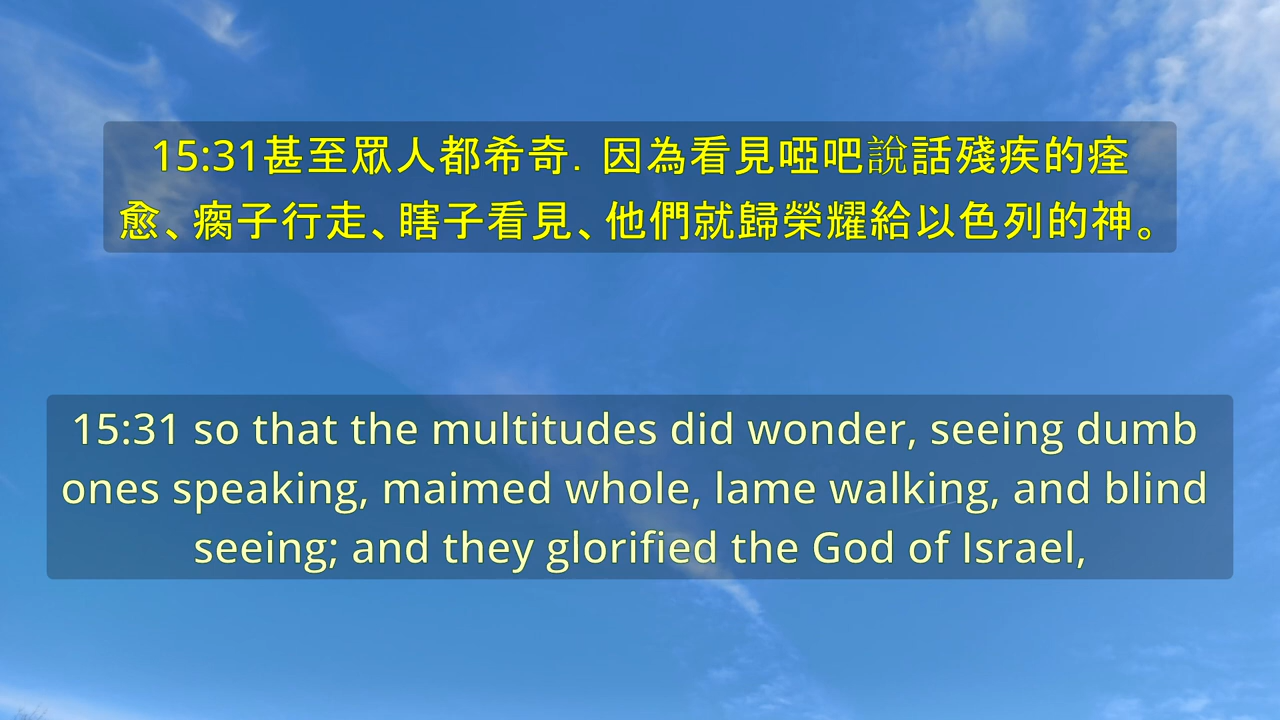 15:31甚至眾人都希奇．因為看見啞吧說話殘疾的痊
愈、瘸子行走、瞎子看見、他們就歸榮耀給以色列的神。
15:31 so that the multitudes did wonder, seeing dumb
ones speaking, maimed whole, lame walking, and blind
seeing; and they glorified the God of Israel,